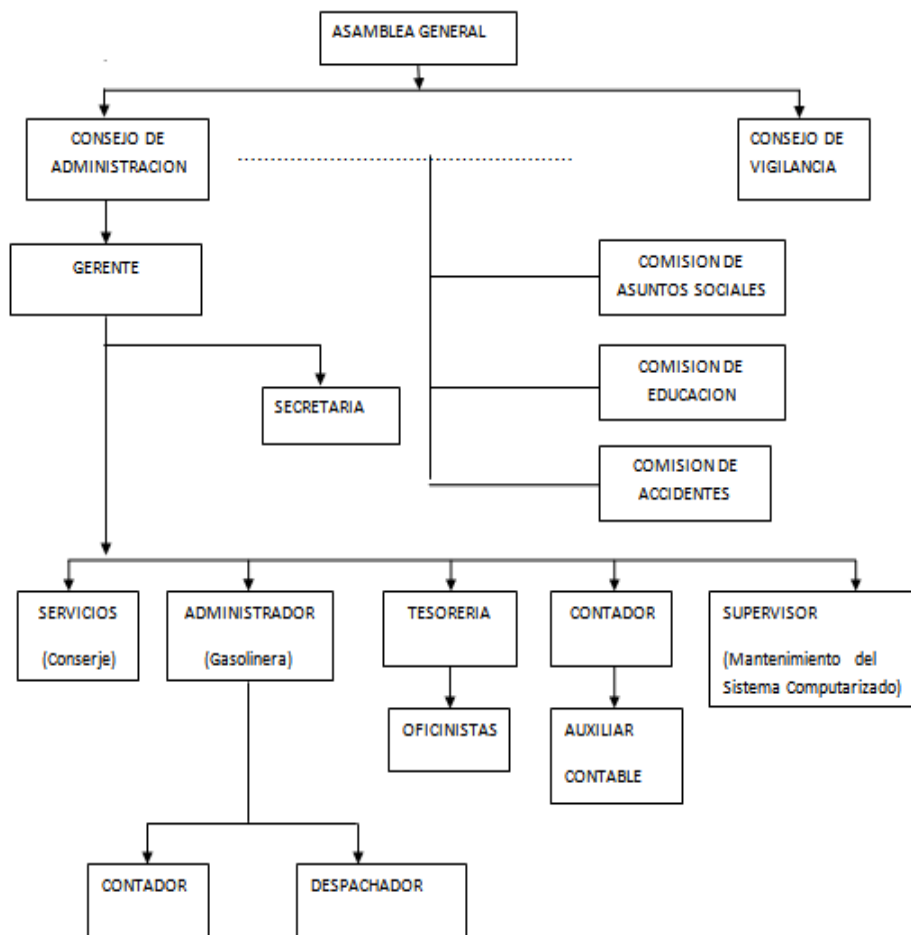 ASAMBLEA GENERAL
CONSEJO DE
ADMINISTRACION
CONSEJO DE
VIGILANCIA
GERENTE
COMISION DE
ASUNTOS SOCIALES
COMISION DE
EDUCACION
SECRETARIA
COMISION DE
ACCIDENTES
SERVICIOS
(Conserje)
ADMINISTRADOR
(Gasolinera)
TESORERIA
CONTADOR
SUPERVISOR
(Mantenimiento del
Sistema Computarizado)
OFICINISTAS
AUXILIAR
CONTABLE
CONTADOR
DESPACHADOR